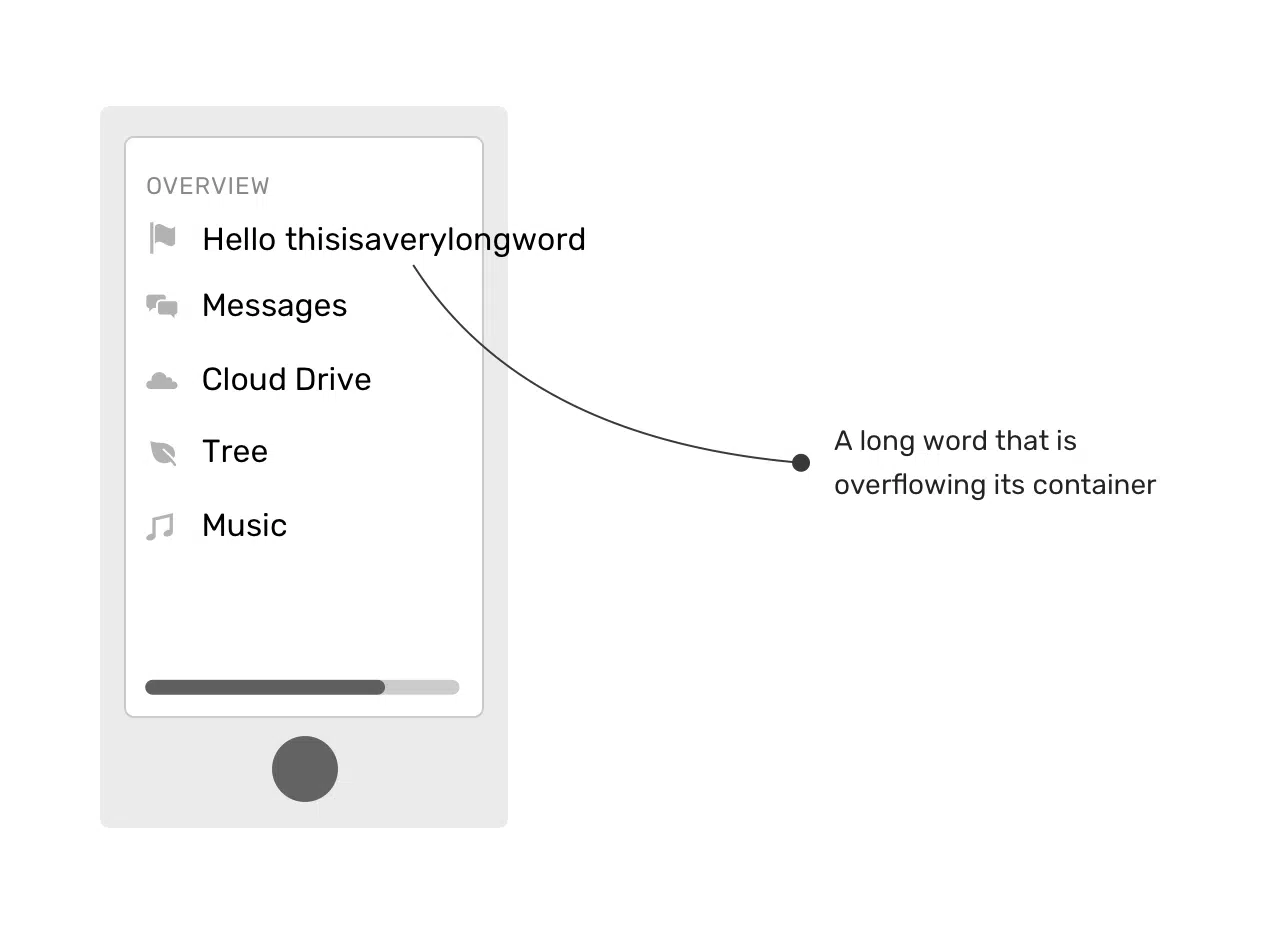 OVERVIEW
Hello thisisaverylongword
Messages
Cloud Drive
Tree
Music
A long word that is
overflowing its container